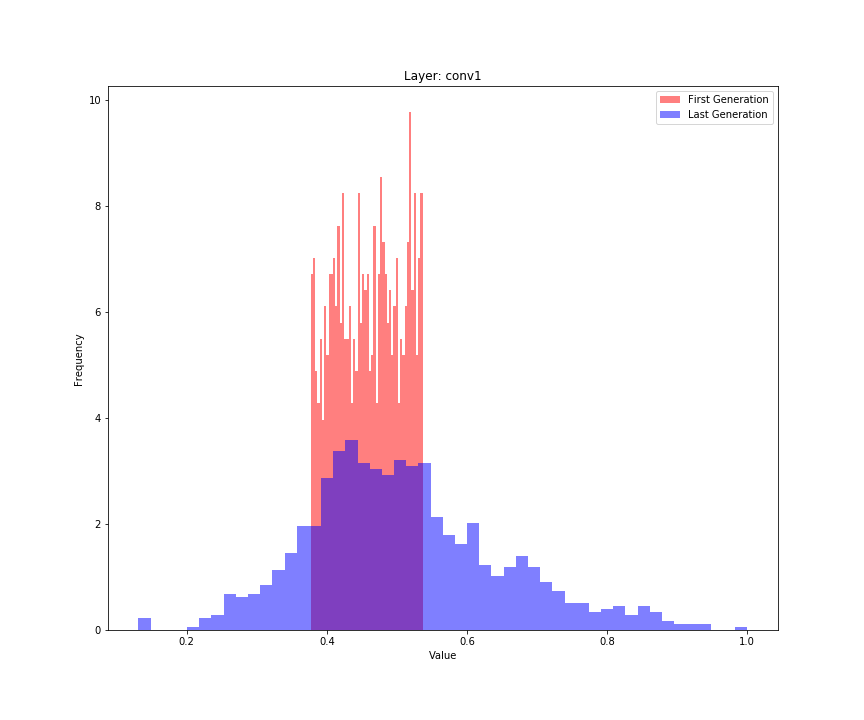 Layer: conv1
First Generation
Last Generation
10
8
6
4
2
0
Frequency
0.2
0.4
0.6
0.8
1.0
Value